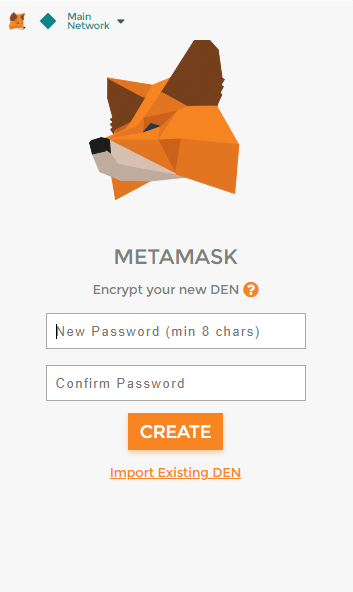 Main
Network
METAMASK
Encrypt your new DEN ?
New Password (min 8 chars)
Confirm Password
CREATE
Import Existing DEN